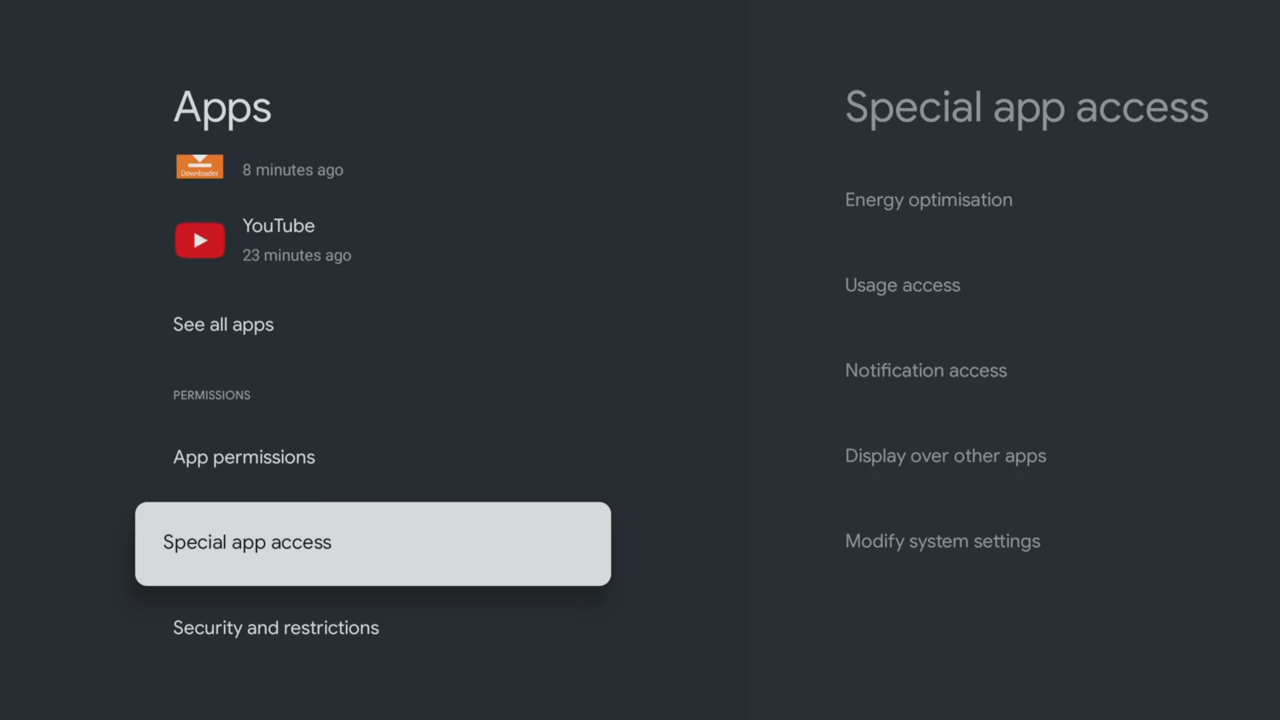 Apps
Downloader
8 minutes ago
YouTube
23 minutes ago
See all apps
PERMISSIONS
App permissions
Special app access
Security and restrictions
Special app access
Energy optimisation
Usage access
Notification access
Display over other apps
Modify system settings